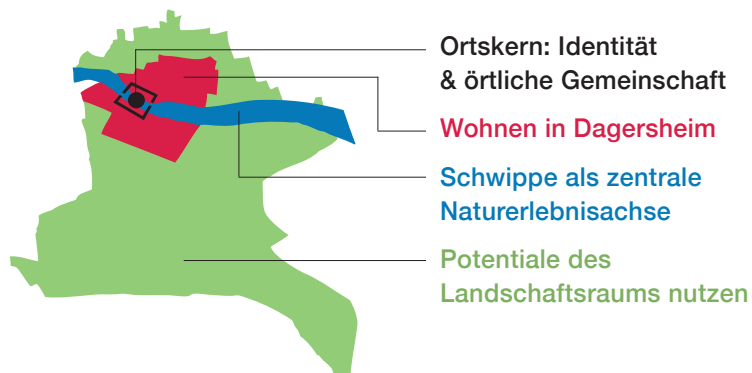 Ortskern: Identität
& örtliche Gemeinschaft
Wohnen in Dagersheim
Schwippe als zentrale
Naturerlebnisachse
Potentiale des
Landschaftsraums nutzen